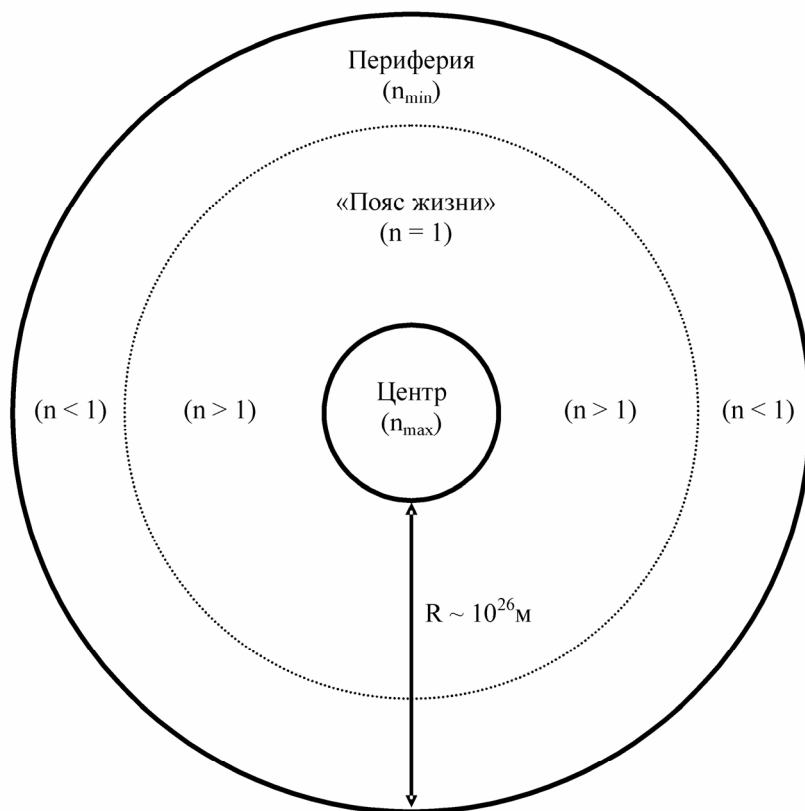 Периферия
(n_min)
«Пояс жизни»
(n = 1)
(n < 1)
(n > 1)
Центр
(n_max)
(n > 1)
(n < 1)
R ~ 10^26м